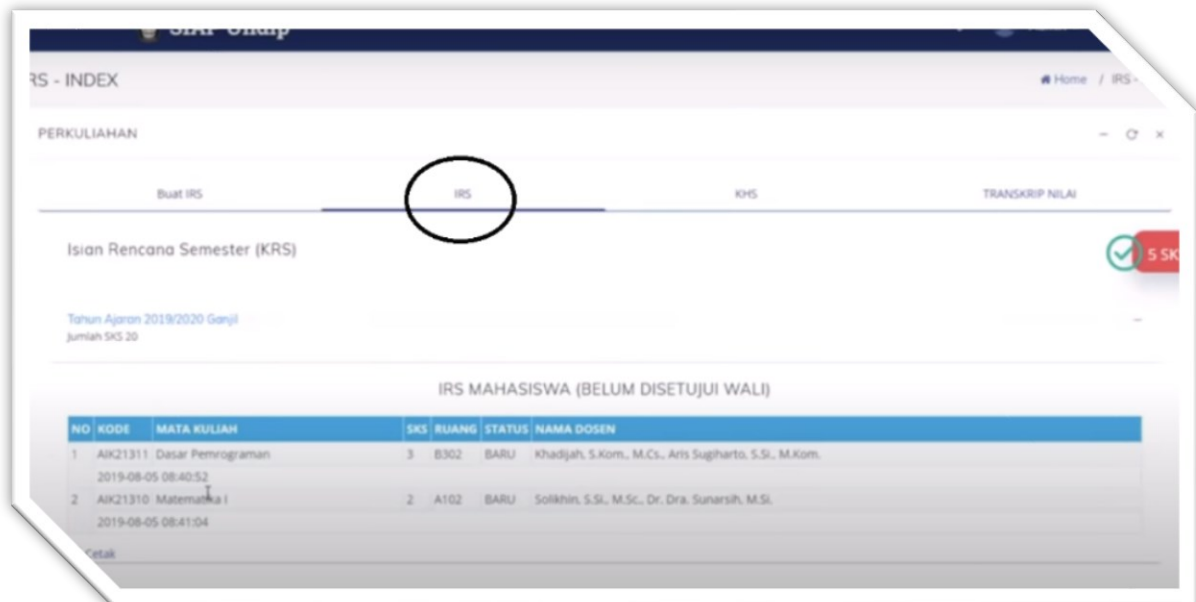 SIAP Undip
RS - INDEX
Home / IRS -
PERKULIAHAN
Buat IRS IRS KHS TRANSKRIP NILAI
Isian Rencana Semester (KRS)
5 SK
Tahun Ajaran 2019/2020 Ganjil
Jumlah SKS 20
IRS MAHASISWA (BELUM DISETUJUI WALI)
NO KODE MATA KULIAH SKS RUANG STATUS NAMA DOSEN
1 AIK21311 Dasar Pemrograman 3 B302 BARU Khadijah, S.Kom., M.Cs., Aris Sugiharto, S.Si., M.Kom.
2019-08-05 08:40:52
2 AIK21310 Matematika I 2 A102 BARU Solikhin, S.Si., M.Sc., Dr. Dra. Sunarsih, M.Si.
2019-08-05 08:41:04
Cetak